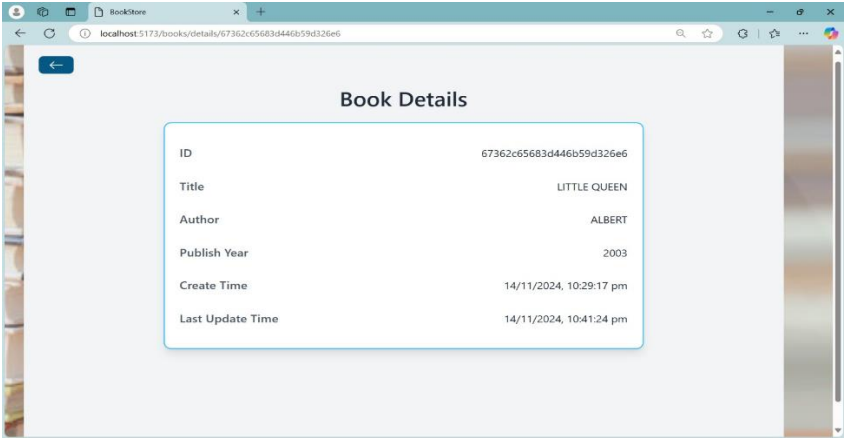 BookStore
localhost:5173/books/details/67362c65683d446b59d326e6
Book Details
ID 67362c65683d446b59d326e6
Title LITTLE QUEEN
Author ALBERT
Publish Year 2003
Create Time 14/11/2024, 10:29:17 pm
Last Update Time 14/11/2024, 10:41:24 pm